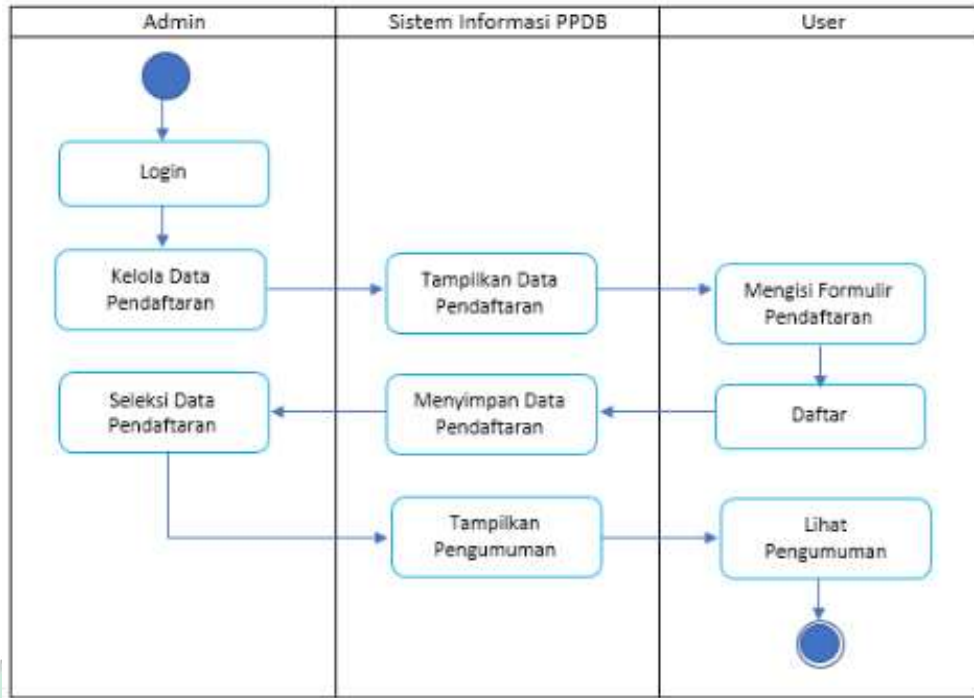 Admin
Sistem Informasi PPDB
User
Login
Kelola Data
Pendaftaran
Tampilkan Data
Pendaftaran
Mengisi Formulir
Pendaftaran
Seleksi Data
Pendaftaran
Menyimpan Data
Pendaftaran
Daftar
Tampilkan
Pengumuman
Lihat
Pengumuman